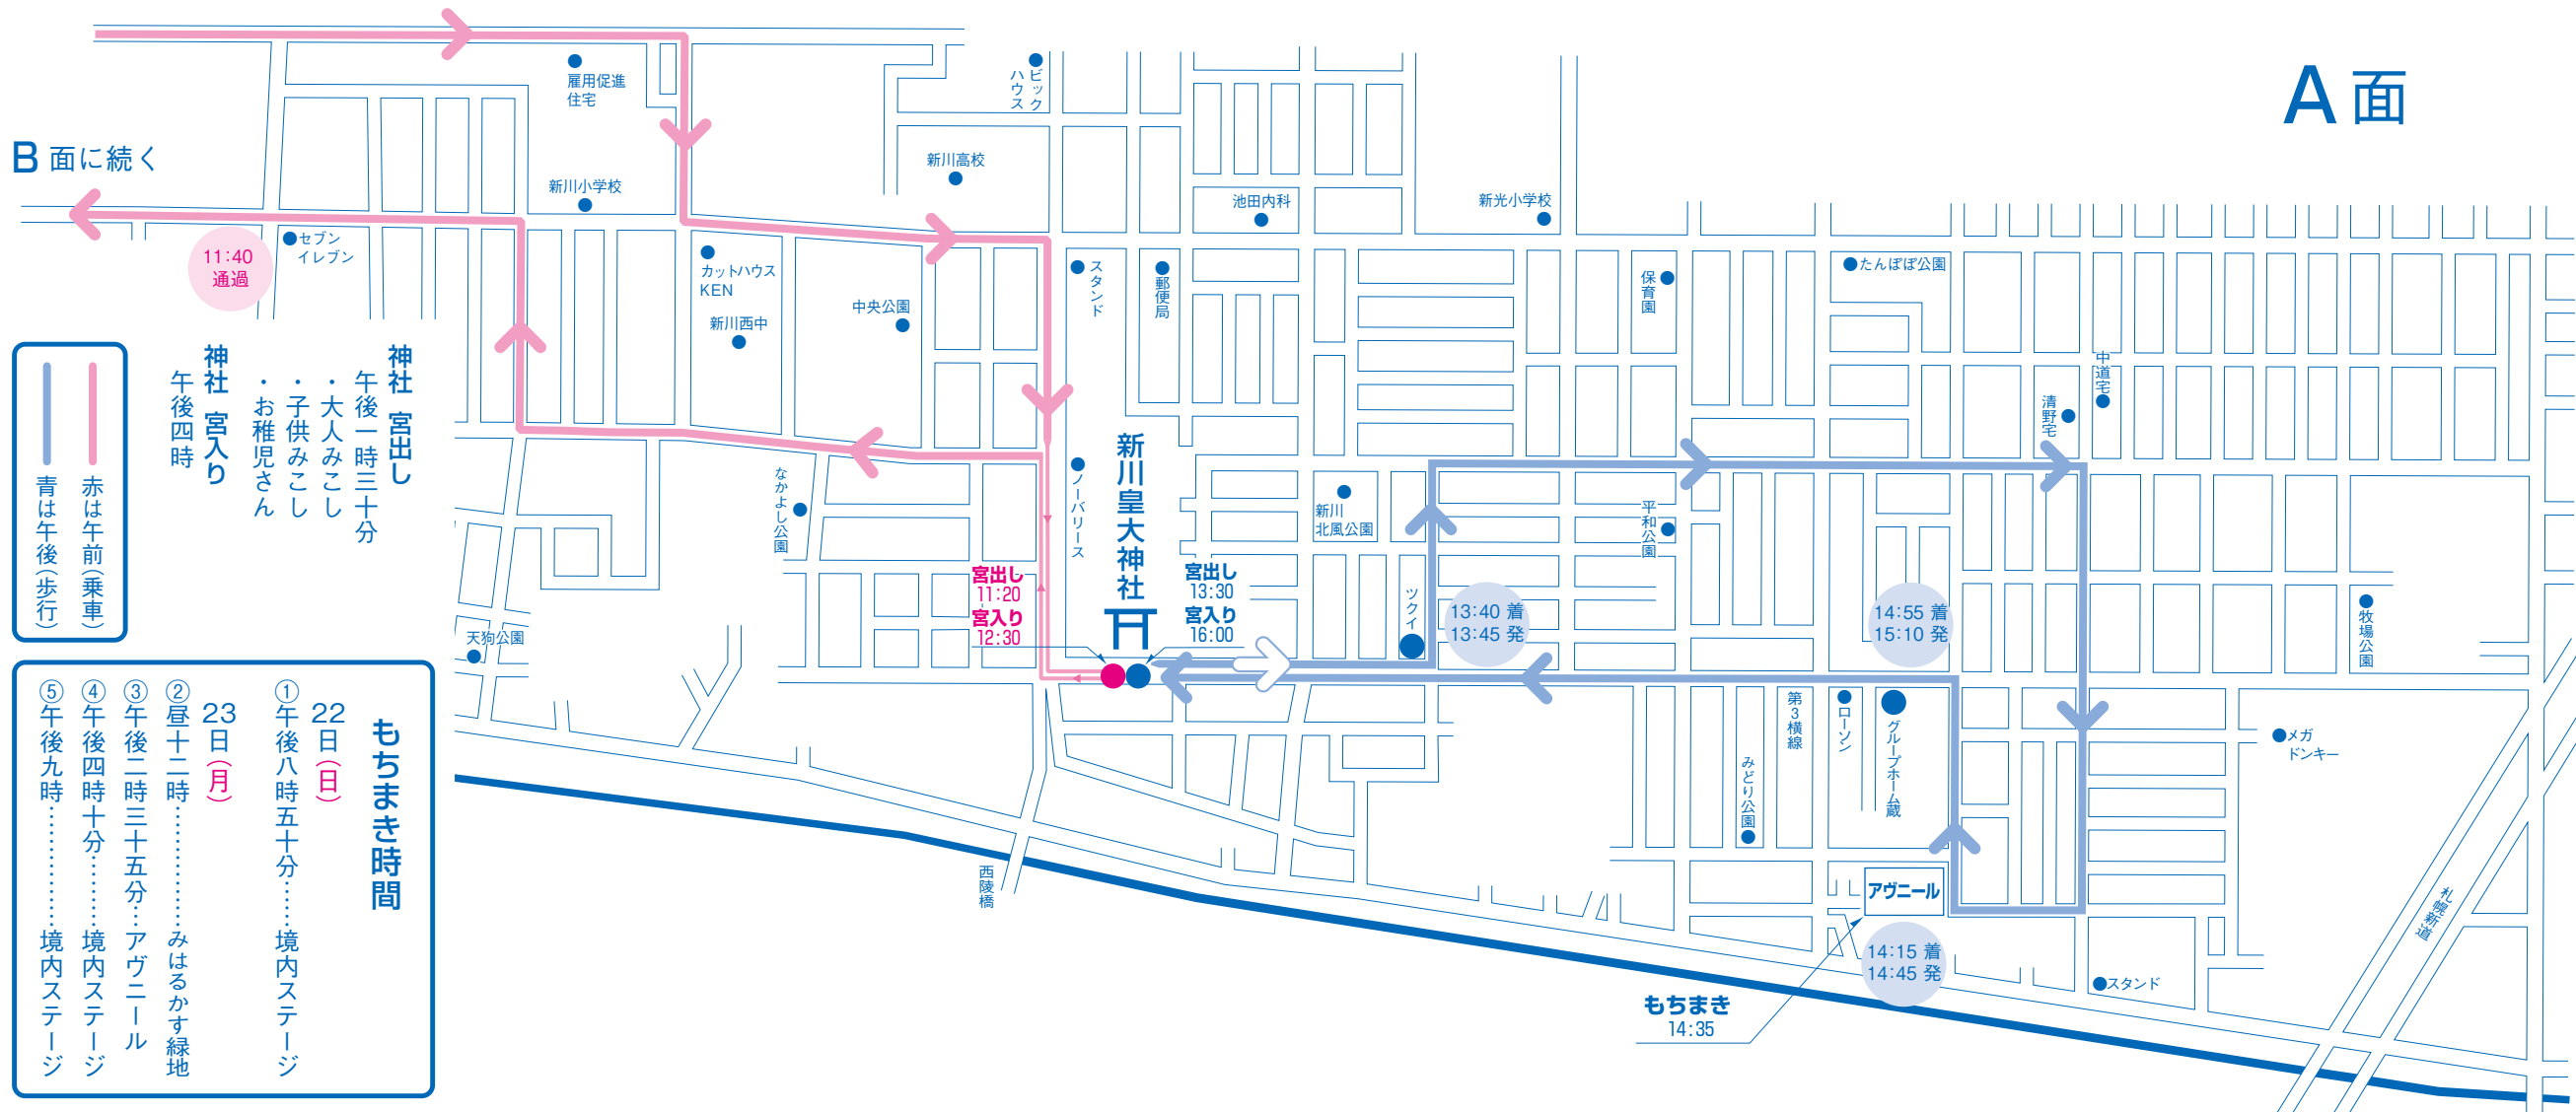 A面
B 面に続く
雇用促進
住宅
ビック
ハウス
新川高校
新川小学校
池田内科
新光小学校
11:40
通過
セブン
イレブン
カットハウス
KEN
新川西中
中央公園
スタンド
郵便局
保育園
たんぽぽ公園
中道宅
清野宅
赤は午前(乗車)
青は午後(歩行)
神社 宮出し
午後一時三十分
・大人みこし
・子供みこし
・お稚児さん
神社 宮入り
午後四時
なかよし公園
ノーバリース
新川皇大神社
新川
北風公園
平和公園
宮出し
11:20
宮入り
12:30
宮出し
13:30
宮入り
16:00
ツクイ
13:40 着
13:45 発
14:55 着
15:10 発
牧場公園
天狗公園
もちまき時間
22日(日)
①午後八時五十分……境内ステージ
23日(月)
②昼十二時…………みはるかす緑地
③午後二時三十五分…アヴニール
④午後四時十分………境内ステージ
⑤午後九時…………境内ステージ
第3横線
ローソン
グループホーム蔵
みどり公園
メガ
ドンキー
西陵橋
アヴニール
札幌新道
14:15 着
14:45 発
スタンド
もちまき
14:35